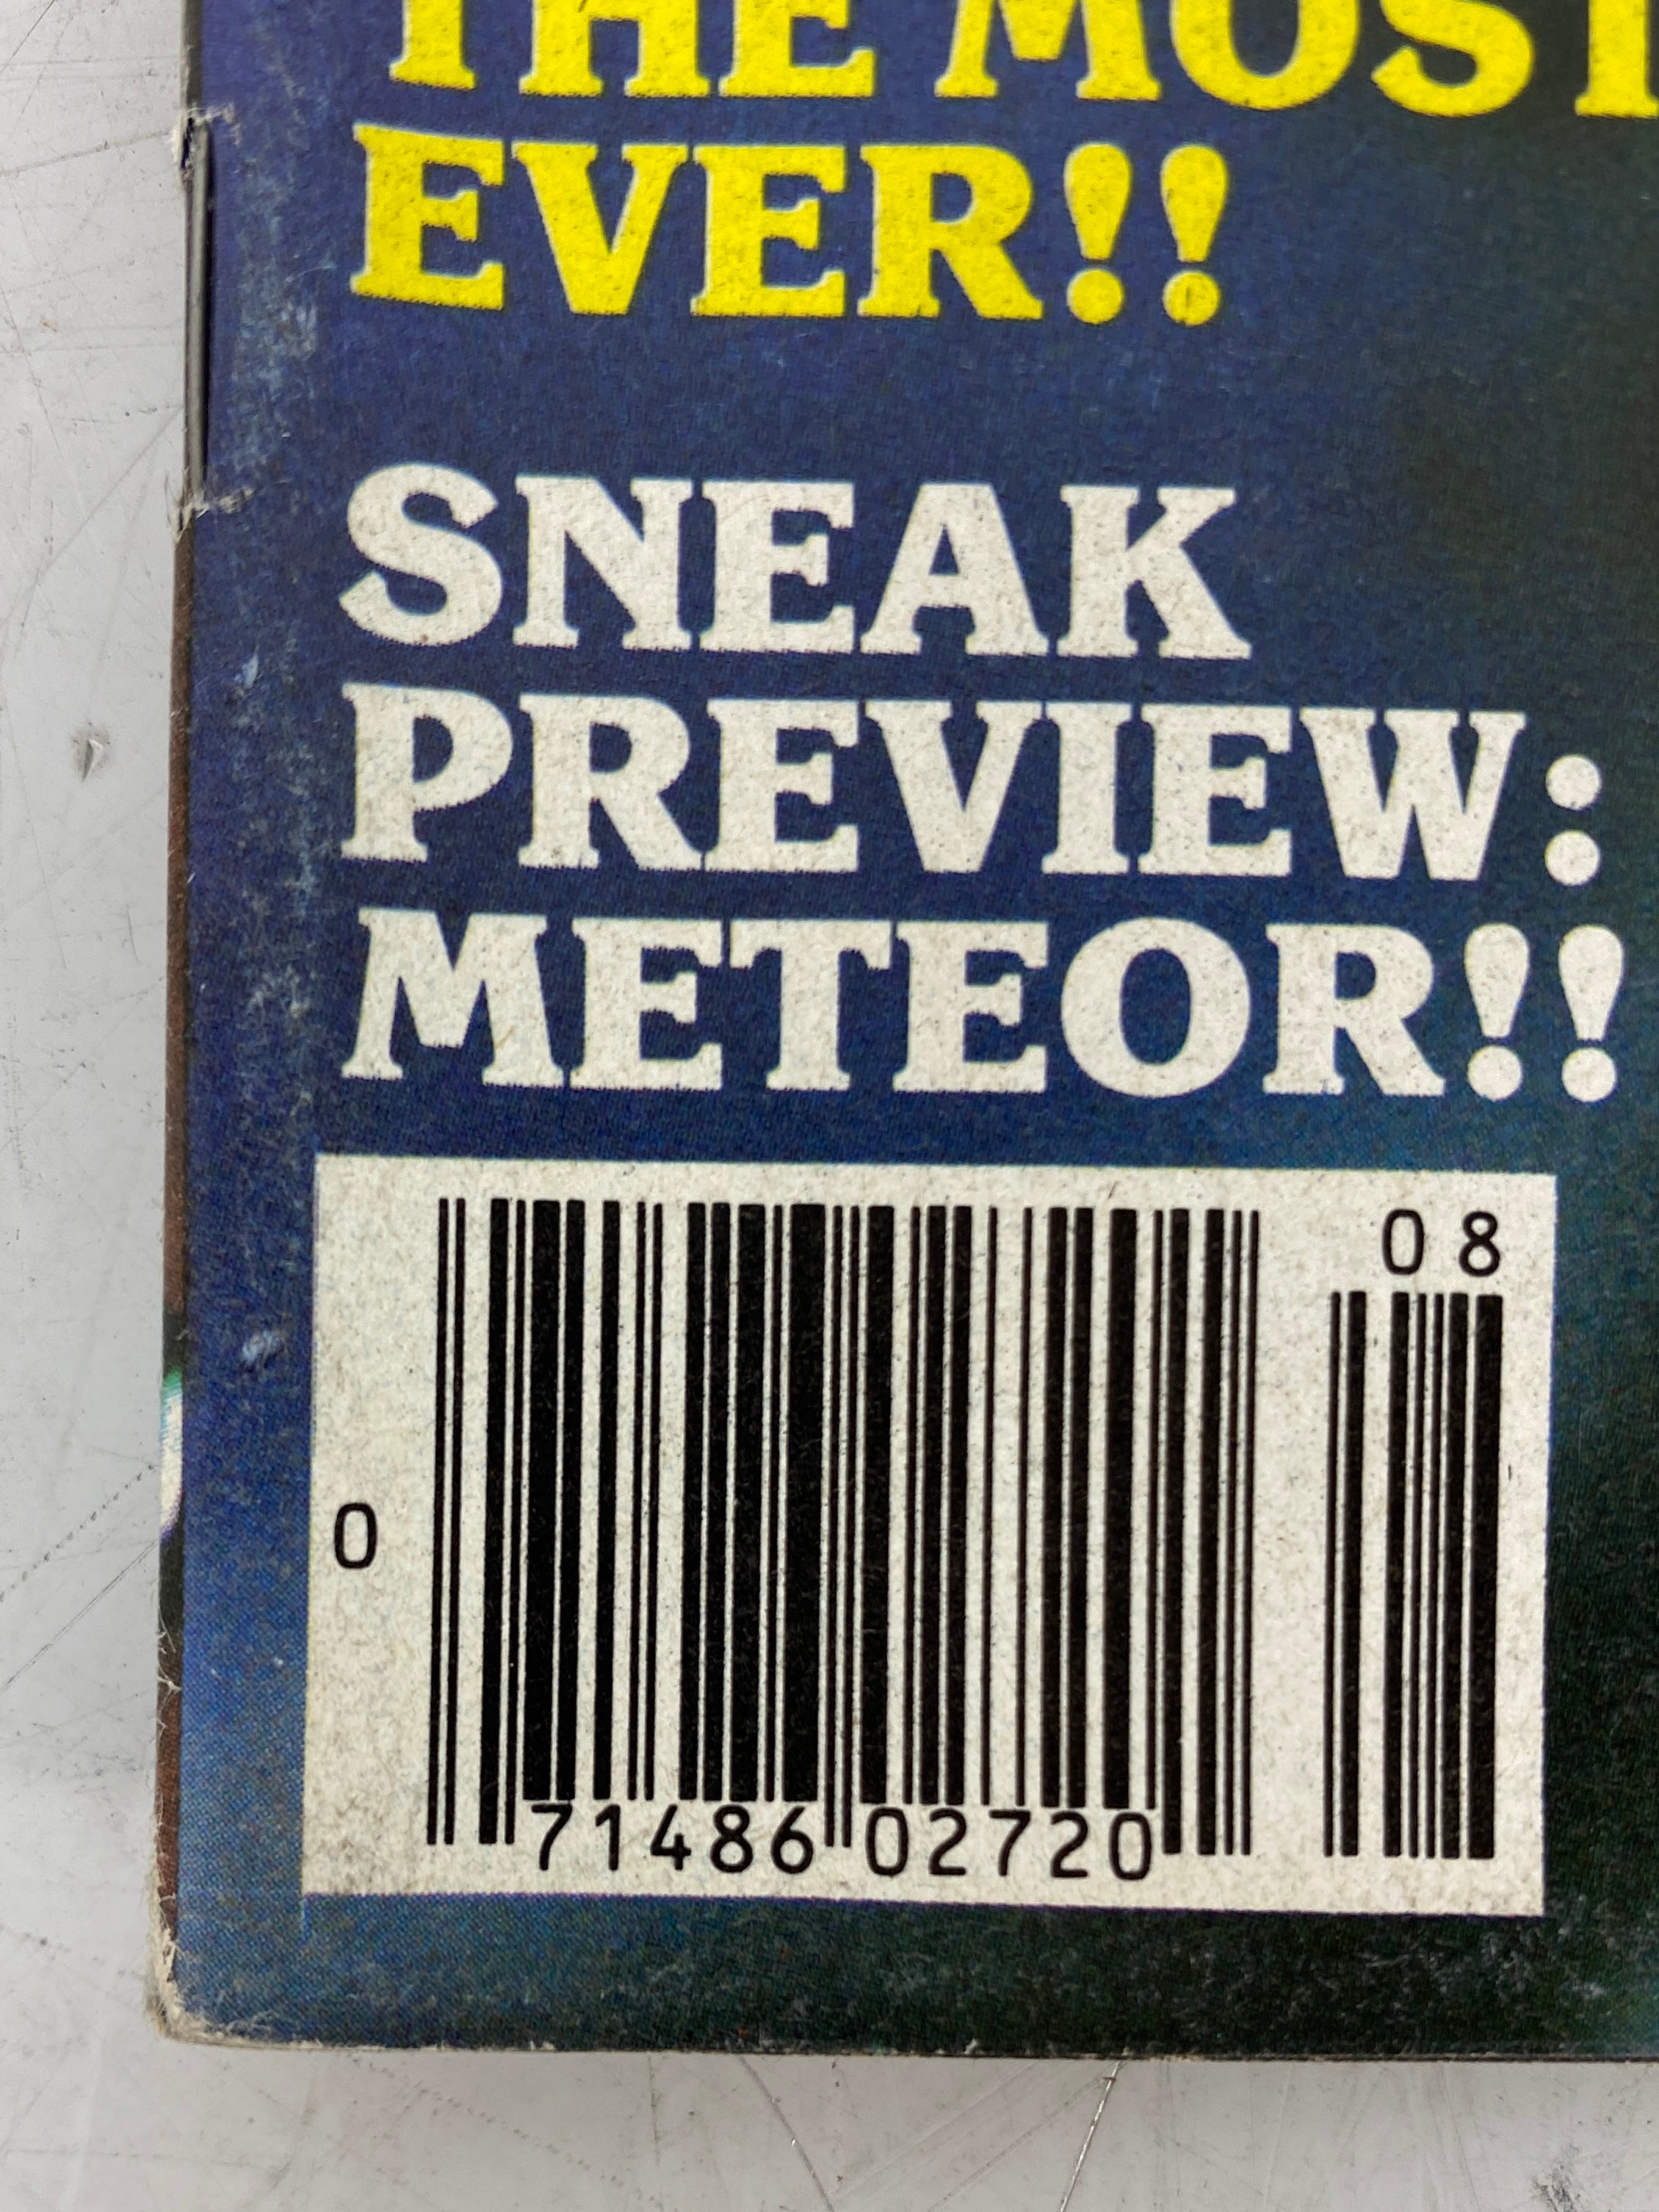 THE MOST
EVER!!
SNEAK
PREVIEW:
METEOR!!
08
0
71486 02720